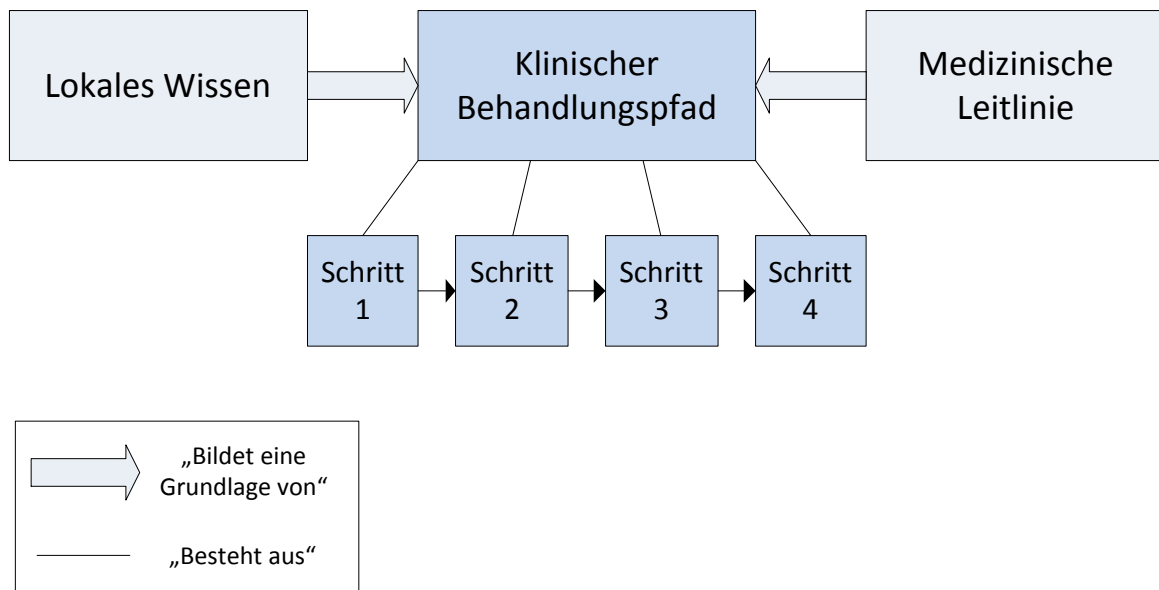 Lokales Wissen
Klinischer
Behandlungspfad
Medizinische
Leitlinie
Schritt
1
Schritt
2
Schritt
3
Schritt
4
„Bildet eine
Grundlage von“
„Besteht aus“